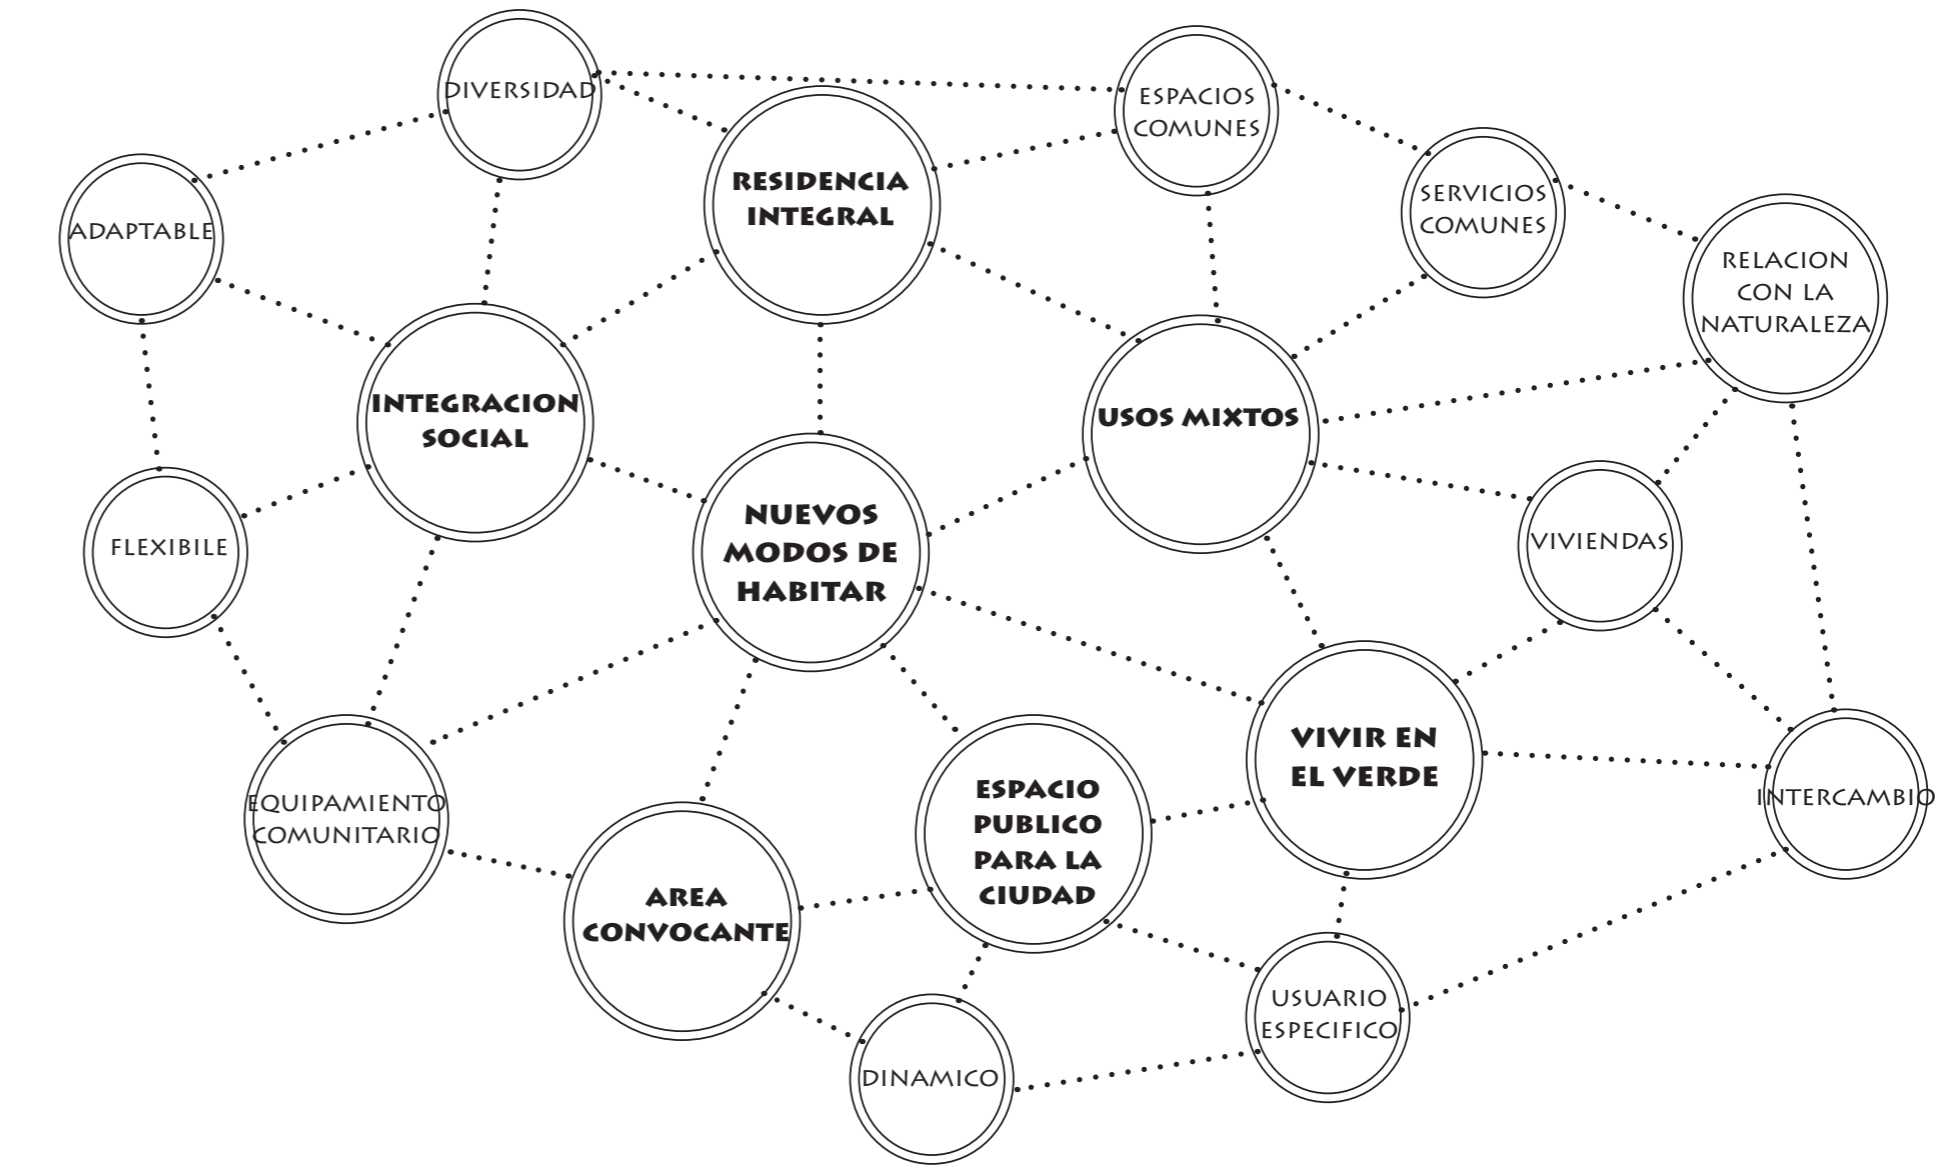 DIVERSIDAD
ESPACIOS
COMUNES
RESIDENCIA
INTEGRAL
SERVICIOS
COMUNES
ADAPTABLE
RELACION
CON LA
NATURALEZA
INTEGRACION
SOCIAL
USOS MIXTOS
NUEVOS
MODOS DE
HABITAR
FLEXIBILE
VIVIENDAS
VIVIR EN
EL VERDE
ESPACIO
PUBLICO
PARA LA
CIUDAD
EQUIPAMIENTO
COMUNITARIO
INTERCAMBIO
AREA
CONVOCANTE
USUARIO
ESPECIFICO
DINAMICO